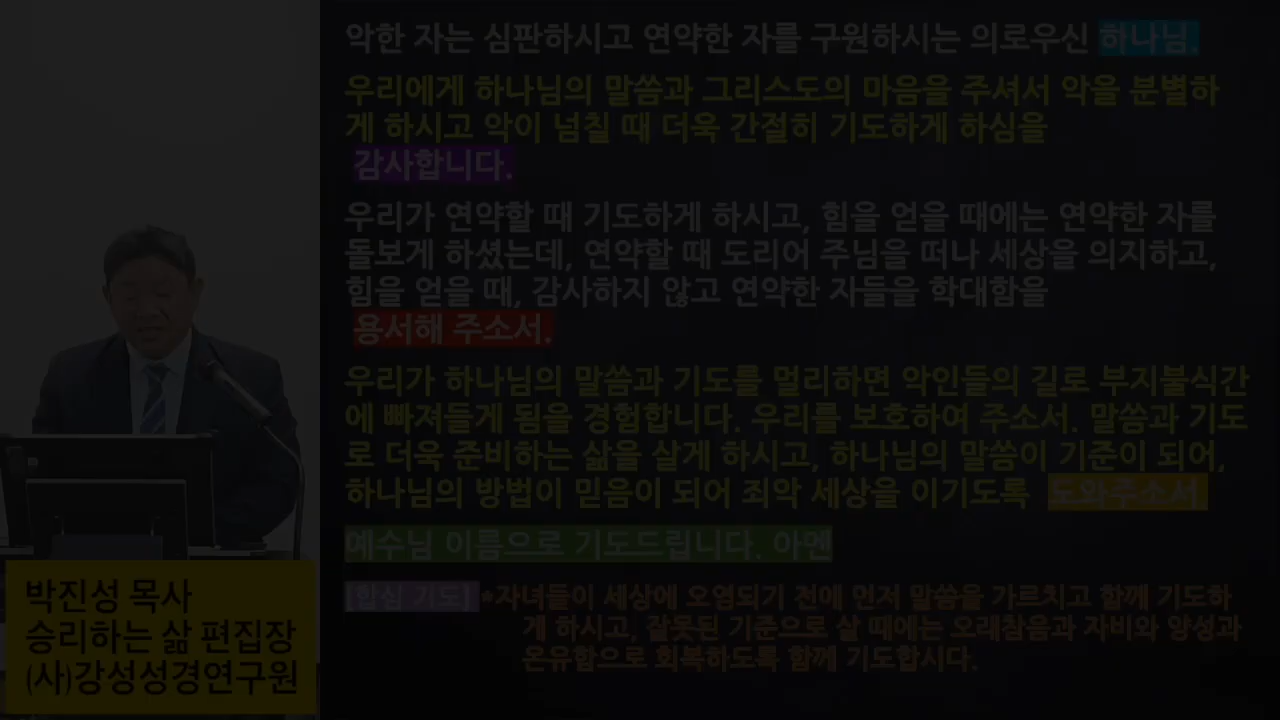 악한 자는 심판하시고 연약한 자를 구원하시는 의로우신 하나님.
우리에게 하나님의 말씀과 그리스도의 마음을 주셔서 악을 분별하
게 하시고 악이 넘칠 때 더욱 간절히 기도하게 하심을
감사합니다.
우리가 연약할 때 기도하게 하시고, 힘을 얻을 때에는 연약한 자를
돌보게 하셨는데, 연약할 때 도리어 주님을 떠나 세상을 의지하고,
힘을 얻을 때, 감사하지 않고 연약한 자들을 학대함을
용서해 주소서.
우리가 하나님의 말씀과 기도를 멀리하면 악인들의 길로 부지불식간
에 빠져들게 됨을 경험합니다. 우리를 보호하여 주소서. 말씀과 기도
로 더욱 준비하는 삶을 살게 하시고, 하나님의 말씀이 기준이 되어,
하나님의 방법이 믿음이 되어 죄악 세상을 이기도록 도와주소서
예수님 이름으로 기도드립니다. 아멘
[합심 기도] *자녀들이 세상에 오염되기 전에 먼저 말씀을 가르치고 함께 기도하
게 하시고, 잘못된 기준으로 살 때에는 오래참음과 자비와 양성과
온유함으로 회복하도록 함께 기도합시다.
박진성 목사
승리하는 삶 편집장
(사)강성성경연구원